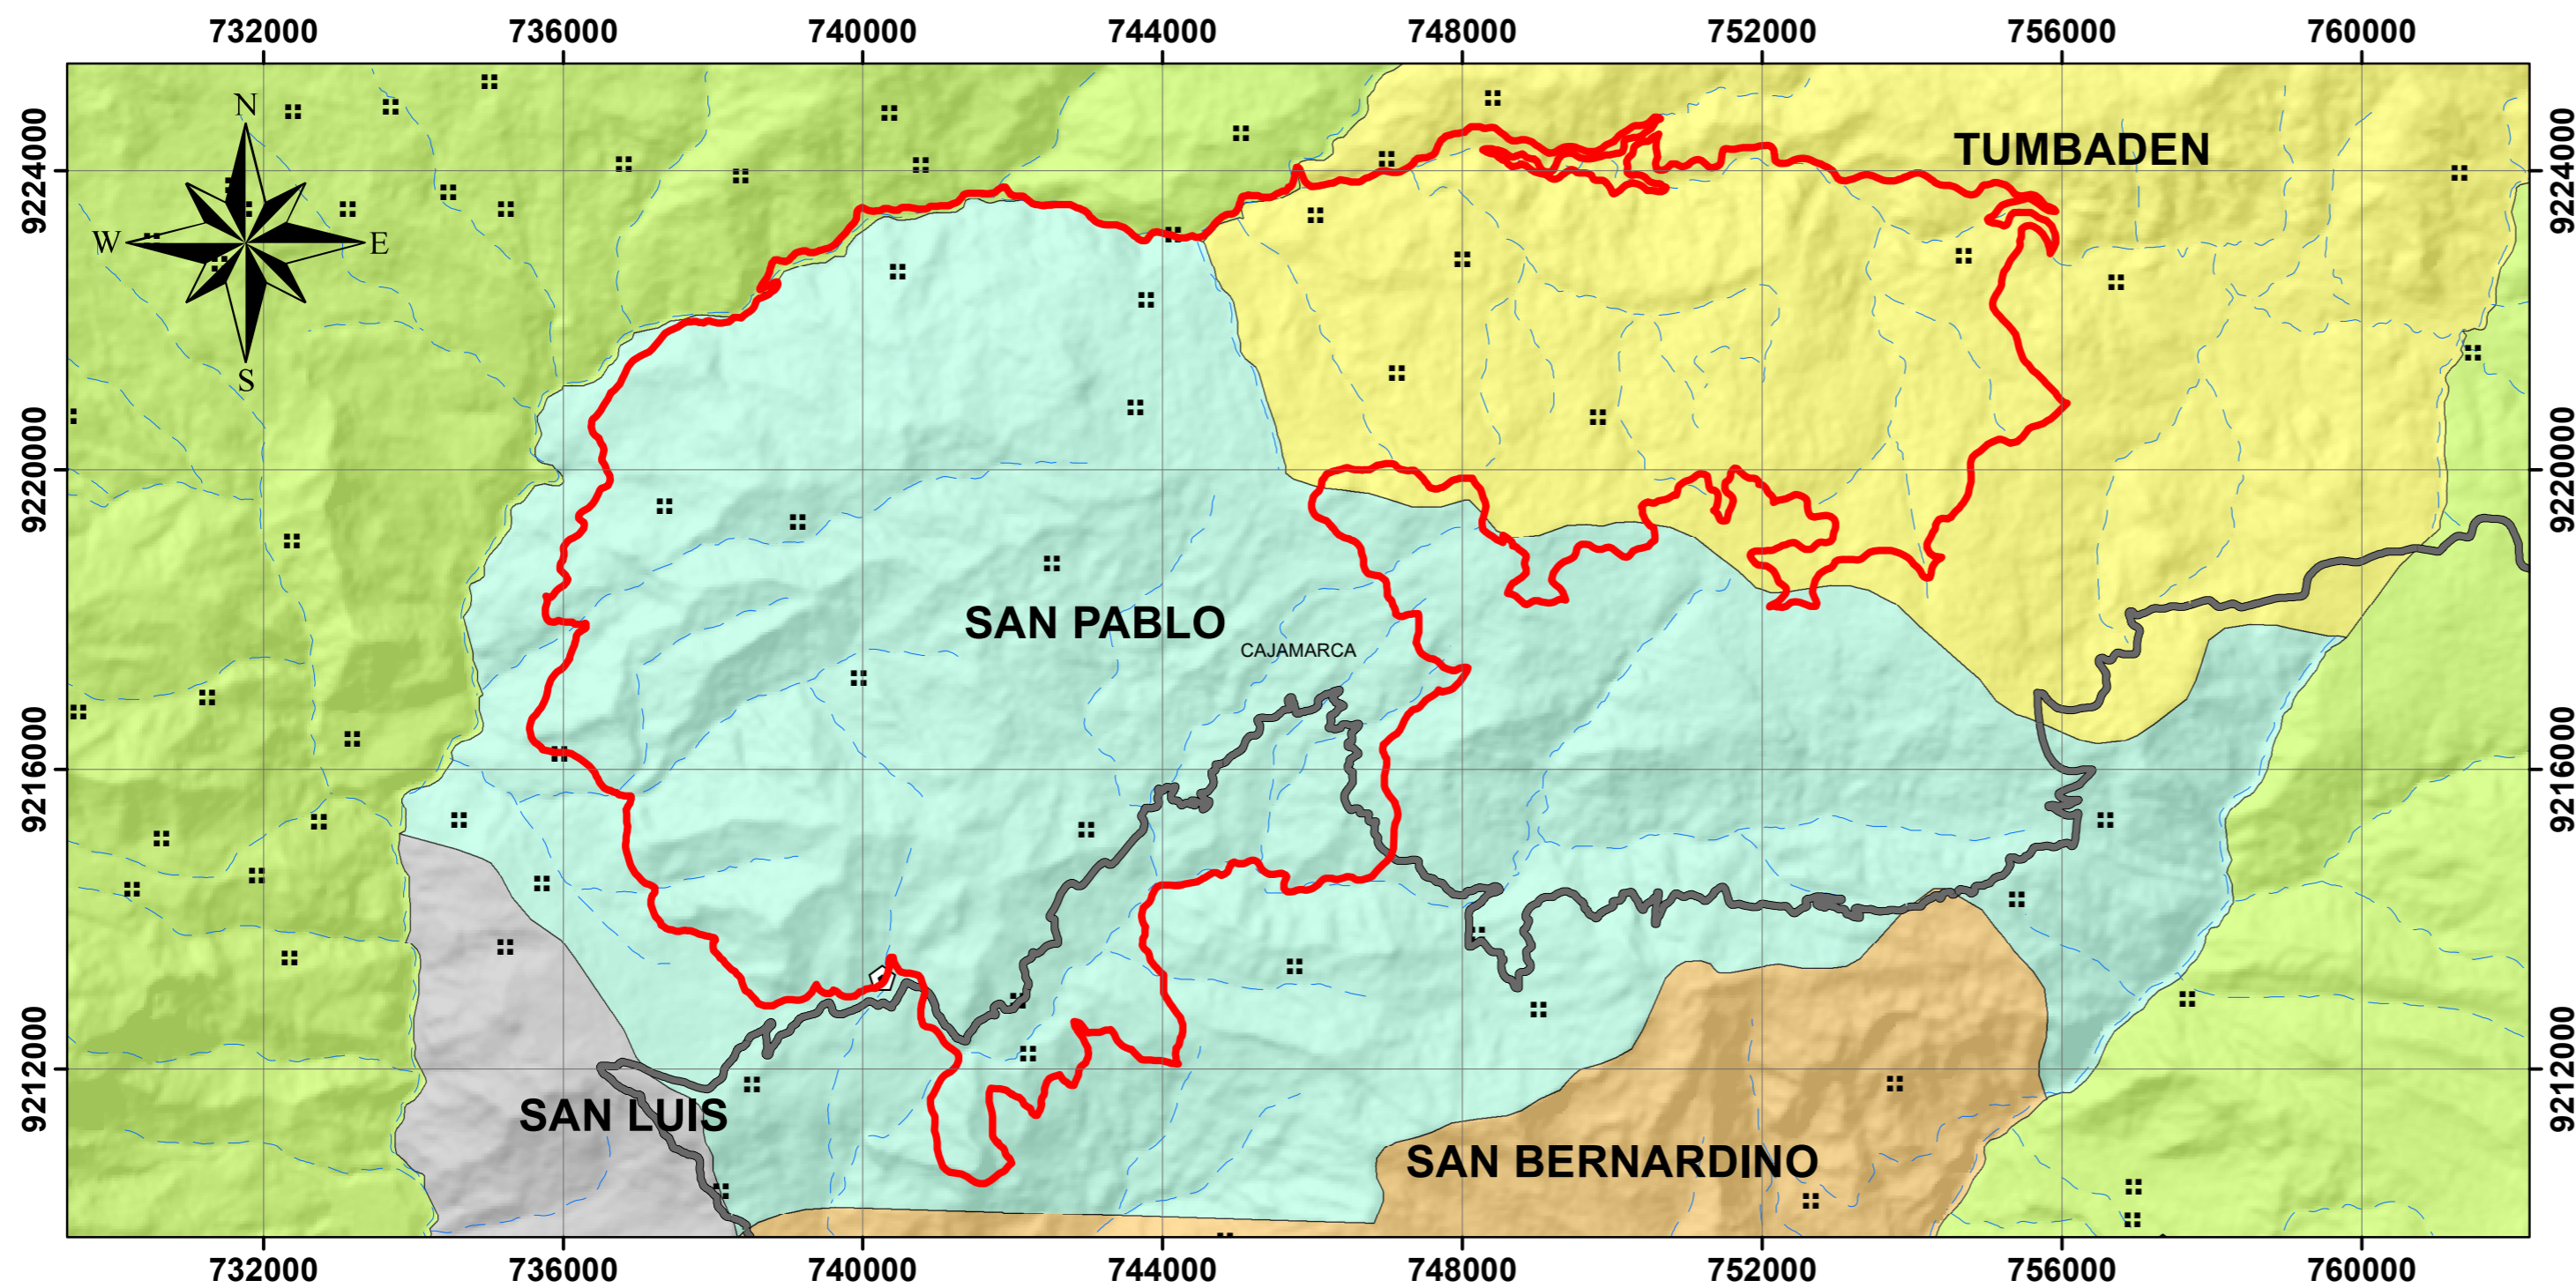 732000 736000 740000 744000 748000 752000 756000 760000
N
W E
S
9224000 9224000
9220000 9220000
9216000 9216000
9212000 9212000
TUMBADEN
SAN PABLO
CAJAMARCA
SAN LUIS
SAN BERNARDINO
732000 736000 740000 744000 748000 752000 756000 760000